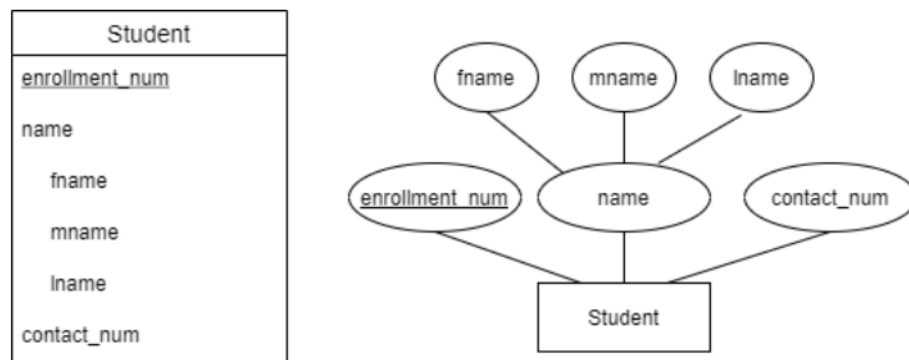 Student
enrollment_num
name
fname
mname
lname
contact_num
fname mname lname
enrollment_num name contact_num
Student